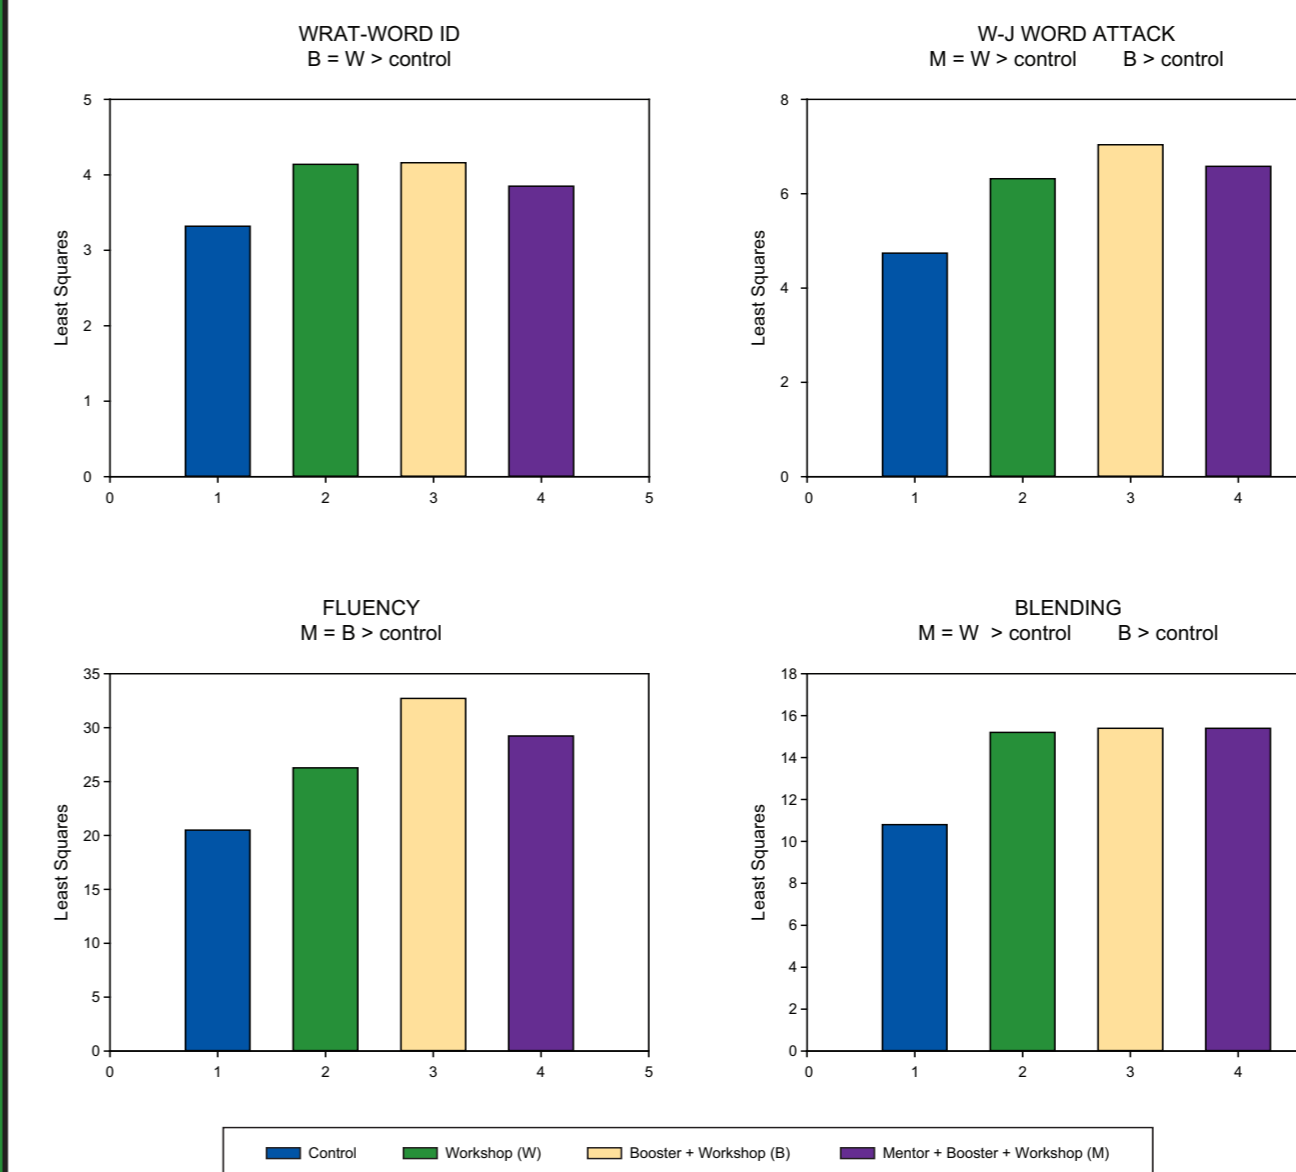 WRAT-WORD ID
B = W > control
5
4
3
2
1
0
Least Squares
0 1 2 3 4 5
W-J WORD ATTACK
M = W > control B > control
8
6
4
2
0
Least Squares
0 1 2 3 4
FLUENCY
M = B > control
35
30
25
20
15
10
5
0
Least Squares
0 1 2 3 4 5
BLENDING
M = W > control B > control
18
16
14
12
10
8
6
4
2
0
Least Squares
0 1 2 3 4
Control Workshop (W) Booster + Workshop (B) Mentor + Booster + Workshop (M)